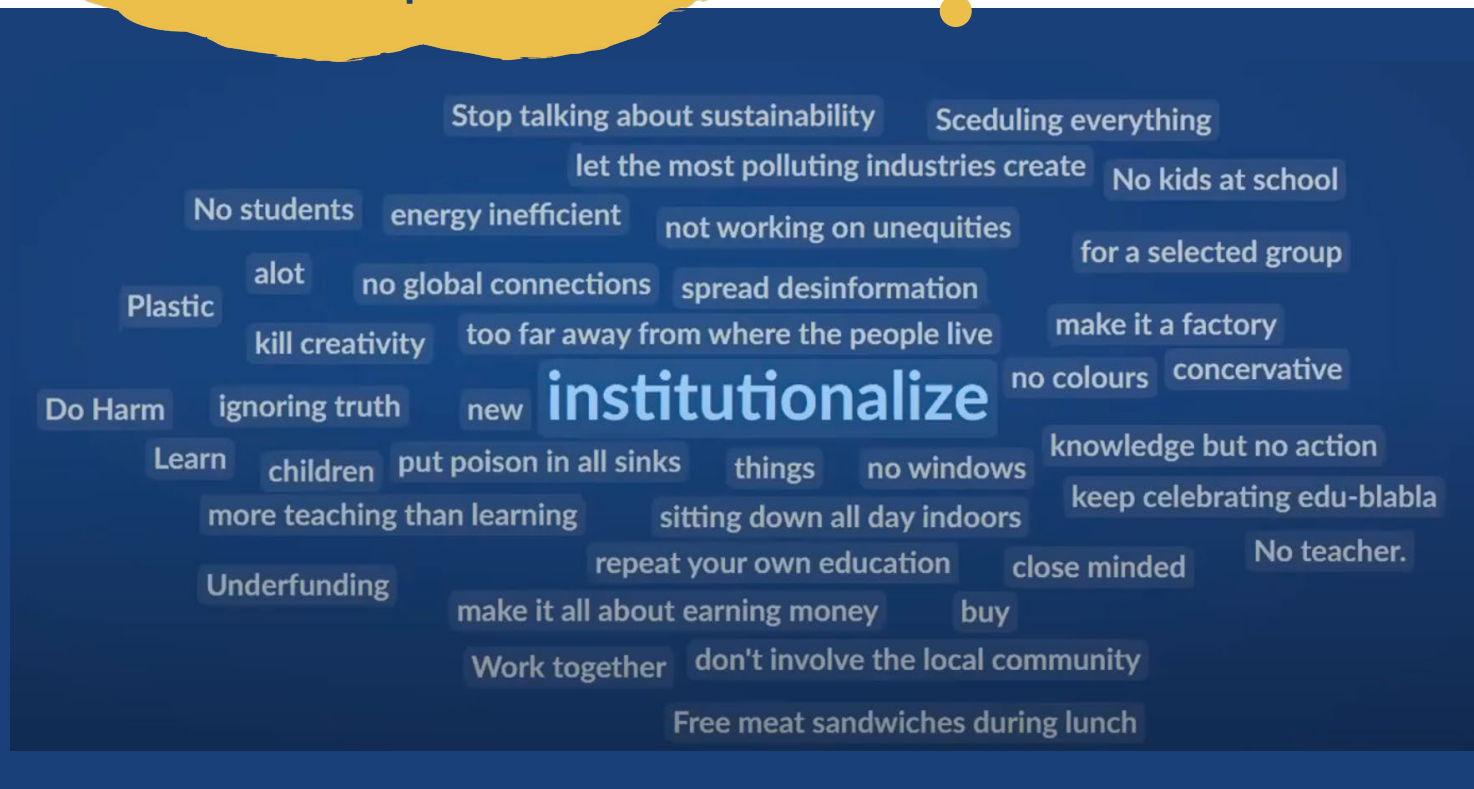 Stop talking about sustainability
Sceduling everything
let the most polluting industries create
No kids at school
No students
energy inefficient
not working on unequities
for a selected group
alot
no global connections
spread desinformation
Plastic
kill creativity
too far away from where the people live
make it a factory
no colours
concervative
Do Harm
ignoring truth
new
institutionalize
Learn
children
put poison in all sinks
things
no windows
knowledge but no action
more teaching than learning
sitting down all day indoors
keep celebrating edu-blabla
Underfunding
repeat your own education
close minded
No teacher.
make it all about earning money
buy
Work together
don't involve the local community
Free meat sandwiches during lunch